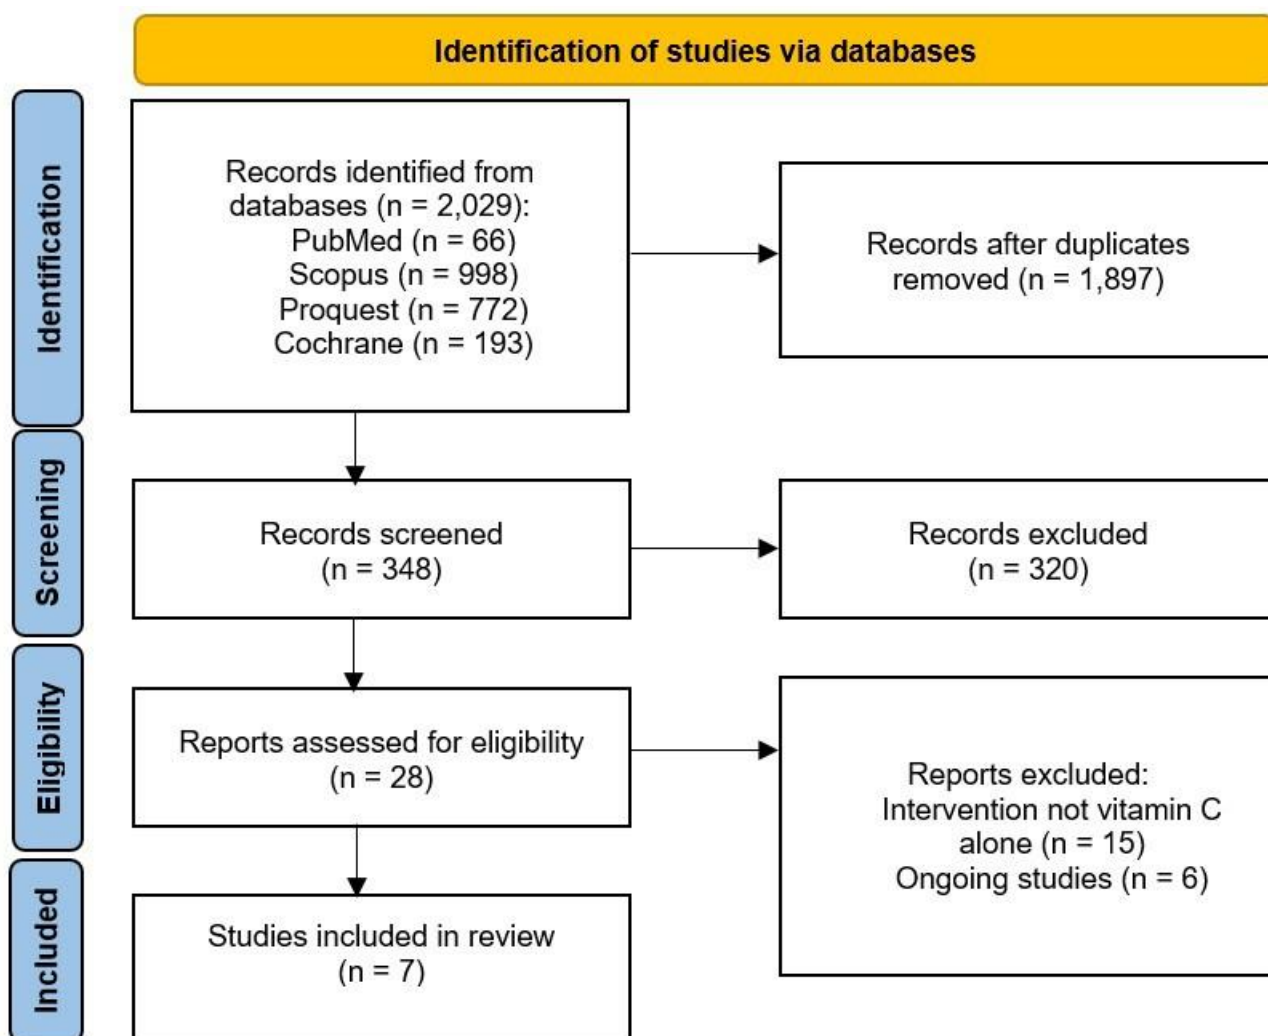 Identification of studies via databases
Identification
Records identified from
databases (n = 2,029):
PubMed (n = 66)
Scopus (n = 998)
Proquest (n = 772)
Cochrane (n = 193)
Records after duplicates
removed (n = 1,897)
Screening
Records screened
(n = 348)
Records excluded
(n = 320)
Eligibility
Reports assessed for eligibility
(n = 28)
Reports excluded:
Intervention not vitamin C
alone (n = 15)
Ongoing studies (n = 6)
Included
Studies included in review
(n = 7)